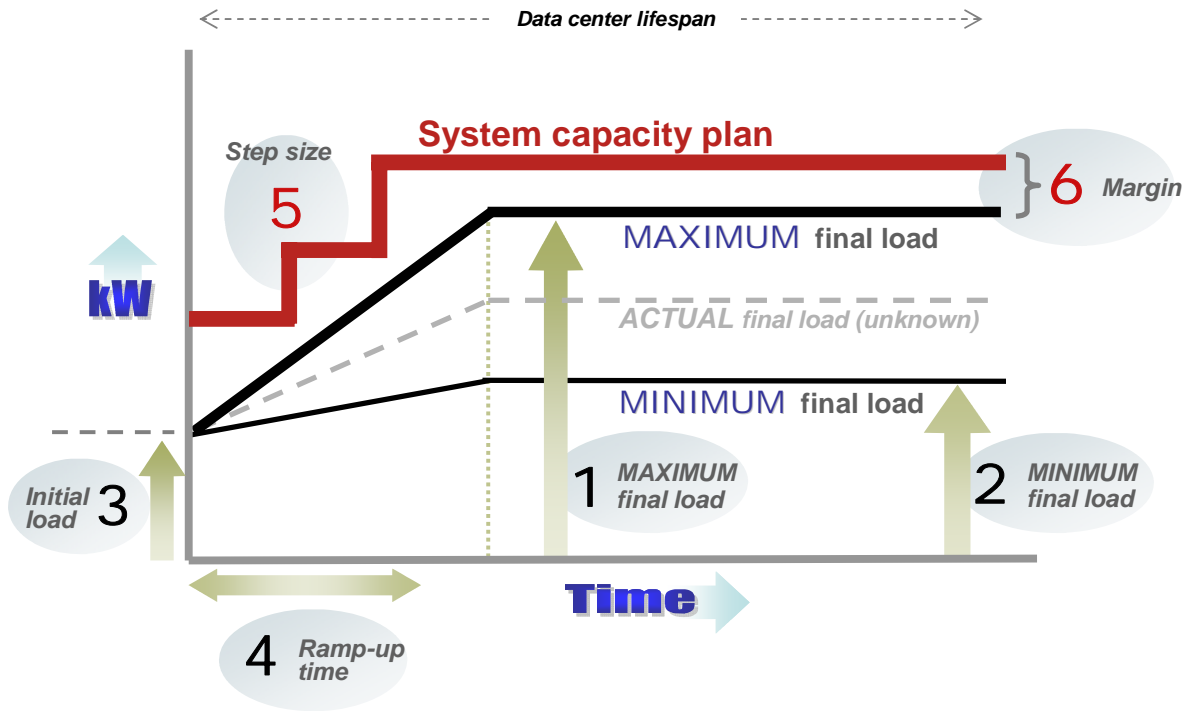 Data center lifespan
System capacity plan
Step size
5
6 Margin
MAXIMUM final load
kW
ACTUAL final load (unknown)
MINIMUM final load
1 MAXIMUM
final load
2 MINIMUM
final load
Initial
load 3
Time
4 Ramp-up
time